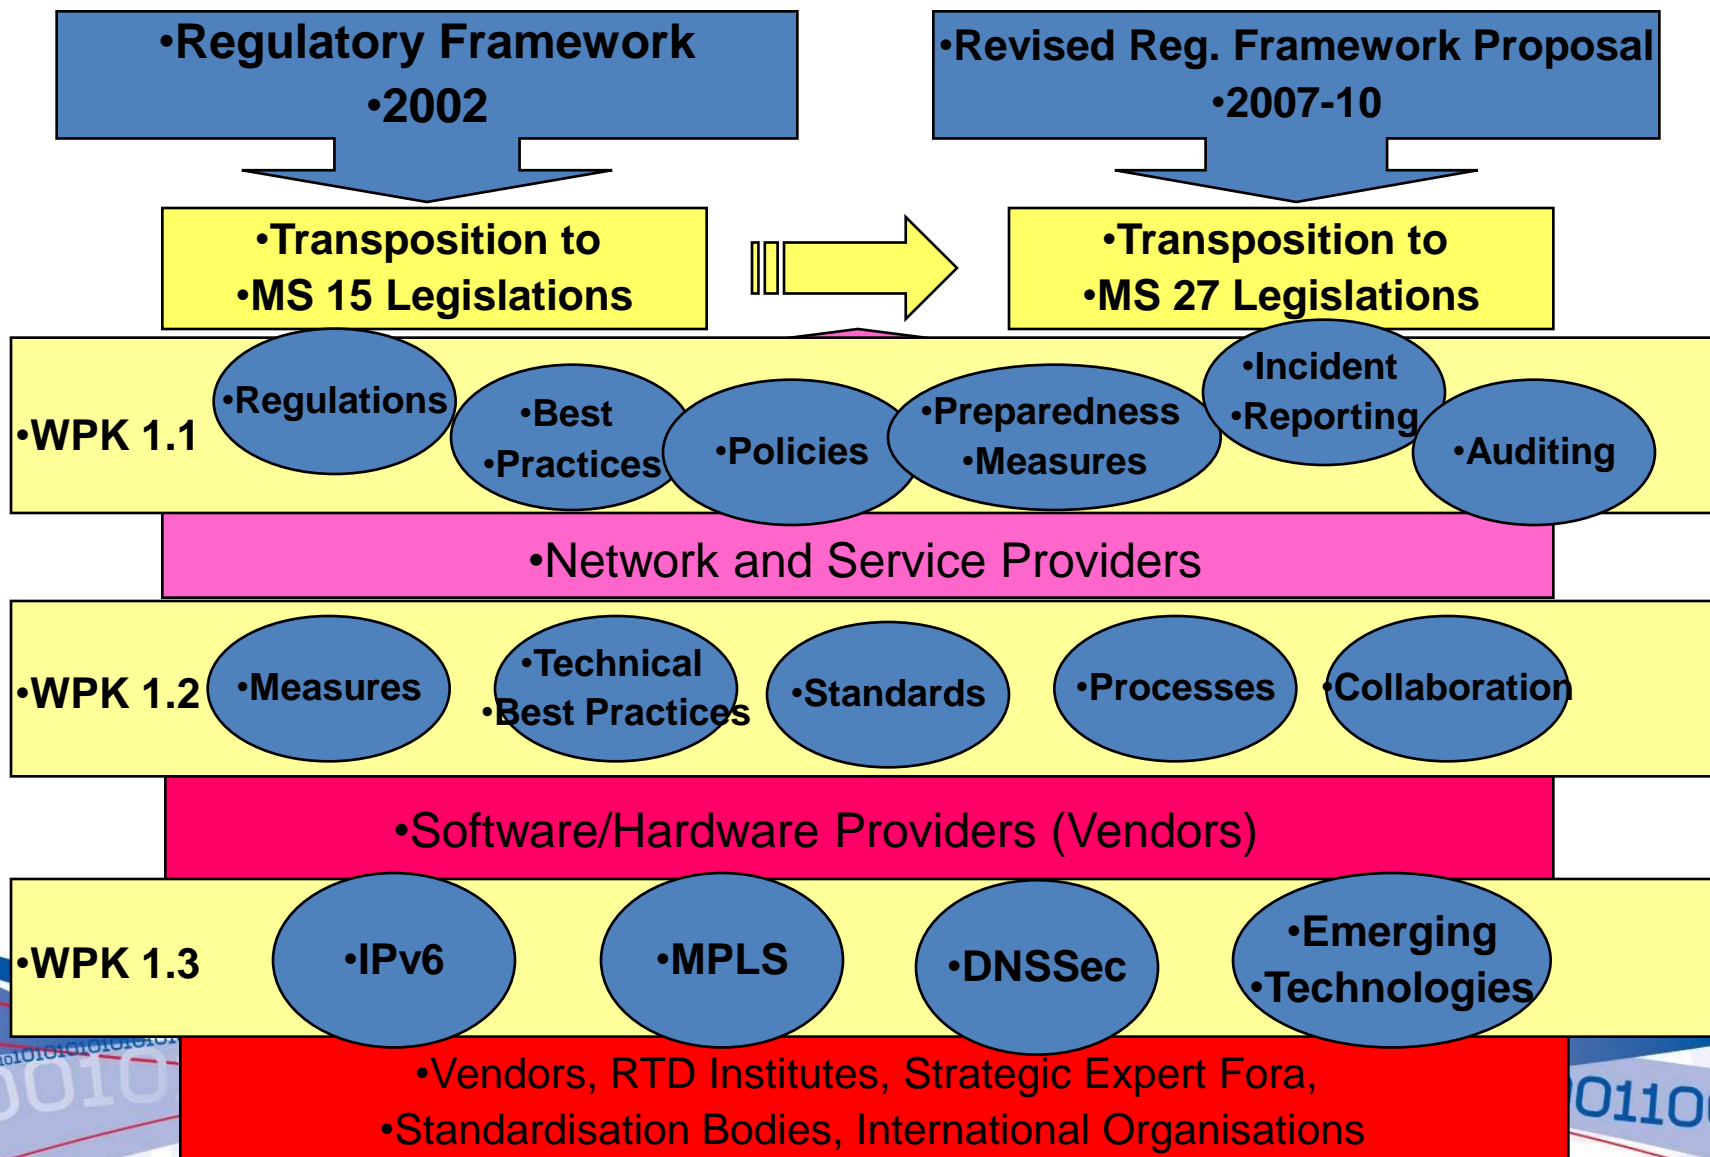 •Regulatory Framework
•2002
•Revised Reg. Framework Proposal
•2007-10
•Transposition to
•MS 15 Legislations
•Transposition to
•MS 27 Legislations
•WPK 1.1
•Regulations
•Best
•Practices
•Policies
•Preparedness
•Measures
•Incident
•Reporting
•Auditing
•Network and Service Providers
•WPK 1.2
•Measures
•Technical
•Best Practices
•Standards
•Processes
•Collaboration
•Software/Hardware Providers (Vendors)
•WPK 1.3
•IPv6
•MPLS
•DNSSec
•Emerging
•Technologies
•Vendors, RTD Institutes, Strategic Expert Fora,
•Standardisation Bodies, International Organisations